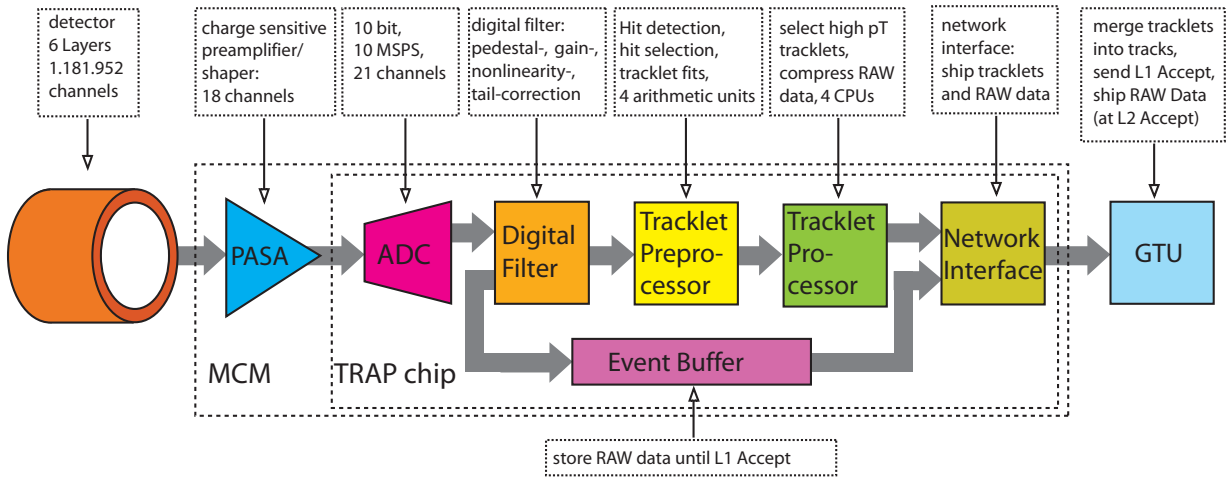 detector
6 Layers
1.181.952
channels
charge sensitive
preamplifier/
shaper:
18 channels
10 bit,
10 MSPS,
21 channels
digital filter:
pedestal-, gain-,
nonlinearity-,
tail-correction
Hit detection,
hit selection,
tracklet fits,
4 arithmetic units
select high pT
tracklets,
compress RAW
data, 4 CPUs
network
interface:
ship tracklets
and RAW data
merge tracklets
into tracks,
send L1 Accept,
ship RAW Data
(at L2 Accept)
PASA
ADC
Digital
Filter
Tracklet
Prepro-
cessor
Tracklet
Pro-
cessor
Network
Interface
GTU
Event Buffer
MCM
TRAP chip
store RAW data until L1 Accept